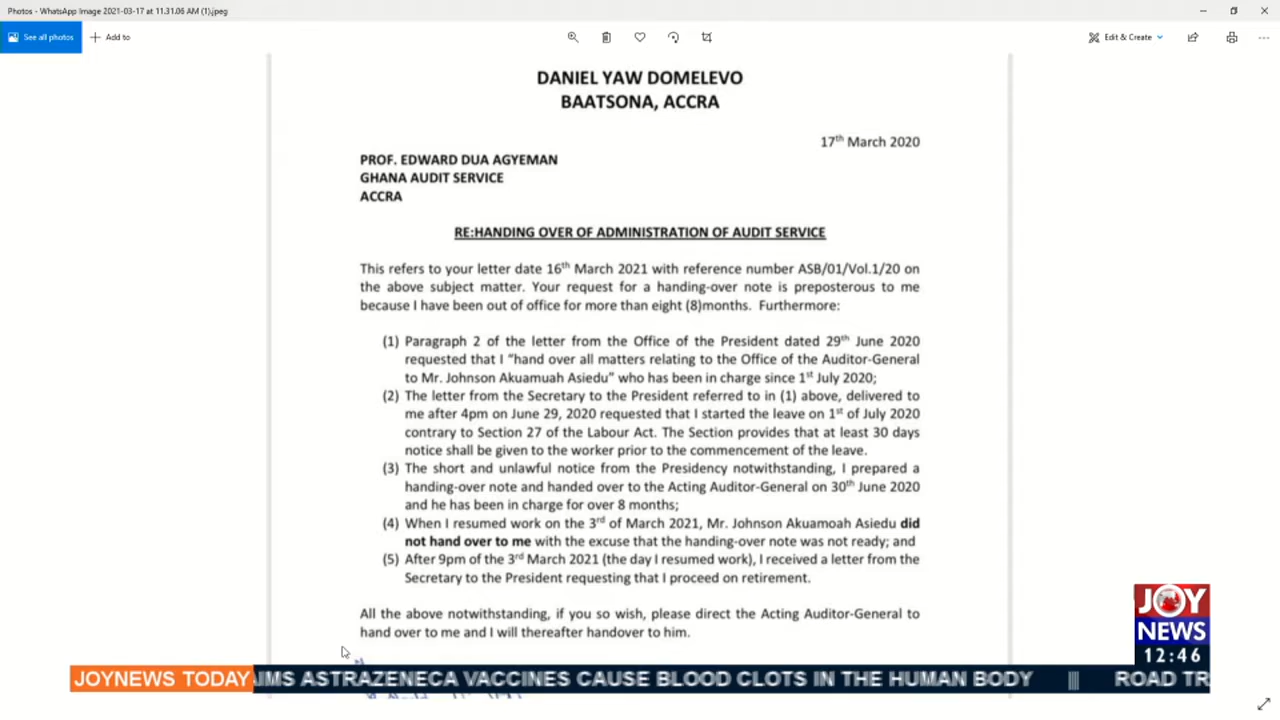 Photos - WhatsApp Image 2021-03-17 at 11.31.06 AM (1).jpeg
See all photos
Add to
Edit & Create
DANIEL YAW DOMELEVO
BAATSONA, ACCRA
17th March 2020
PROF. EDWARD DUA AGYEMAN
GHANA AUDIT SERVICE
ACCRA
RE:HANDING OVER OF ADMINISTRATION OF AUDIT SERVICE
This refers to your letter date 16th March 2021 with reference number ASB/01/Vol.1/20 on
the above subject matter. Your request for a handing-over note is preposterous to me
because I have been out of office for more than eight (8)months. Furthermore:
(1) Paragraph 2 of the letter from the Office of the President dated 29th June 2020
requested that I "hand over all matters relating to the Office of the Auditor-General
to Mr. Johnson Akuamuah Asiedu" who has been in charge since 1st July 2020;
(2) The letter from the Secretary to the President referred to in (1) above, delivered to
me after 4pm on June 29, 2020 requested that I started the leave on 1st of July 2020
contrary to Section 27 of the Labour Act. The Section provides that at least 30 days
notice shall be given to the worker prior to the commencement of the leave.
(3) The short and unlawful notice from the Presidency notwithstanding, I prepared a
handing-over note and handed over to the Acting Auditor-General on 30th June 2020
and he has been in charge for over 8 months;
(4) When I resumed work on the 3rd of March 2021, Mr. Johnson Akuamoah Asiedu did
not hand over to me with the excuse that the handing-over note was not ready; and
(5) After 9pm of the 3rd March 2021 (the day I resumed work), I received a letter from the
Secretary to the President requesting that I proceed on retirement.
All the above notwithstanding, if you so wish, please direct the Acting Auditor-General to
hand over to me and I will thereafter handover to him.
JOY
NEWS
12:46
JOYNEWS TODAY
IMS ASTRAZENECA VACCINES CAUSE BLOOD CLOTS IN THE HUMAN BODY ROAD TR